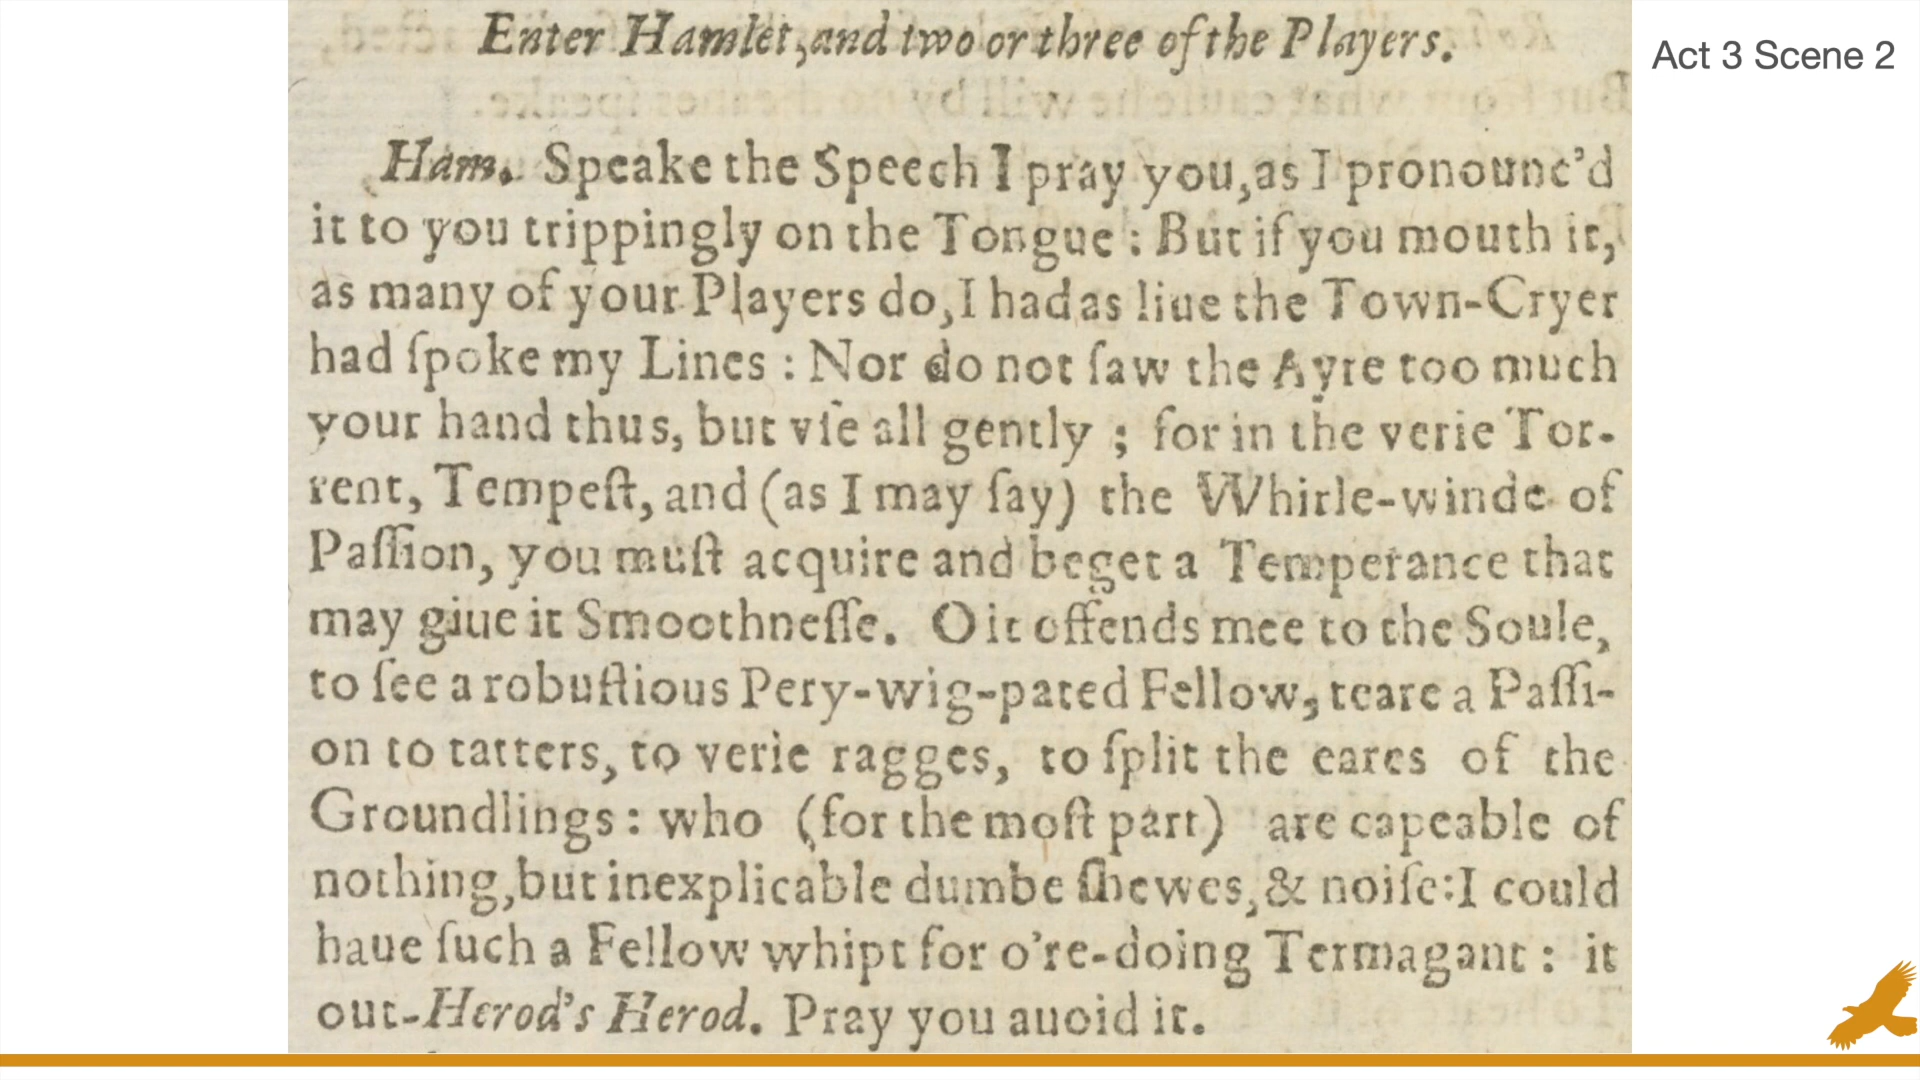 Enter Hamlet, and two or three of the Players.
Act 3 Scene 2
Ham. Speake the Speech I pray you, as I pronounc'd
it to you trippingly on the Tongue : But if you mouth it,
as many of your Players do, I had as liue the Town-Cryer
had ſpoke my Lines : Nor do not ſaw the Ayre too much
your hand thus, but vſe all gently ; for in the verie Tor-
rent, Tempeſt, and (as I may ſay) the Whirle-winde of
Paſſion, you muſt acquire and beget a Temperance that
may giue it Smoothneſſe. O it offends mee to the Soule,
to ſee a robuſtious Pery-wig-pated Fellow, teare a Paſſi-
on to tatters, to verie ragges, to ſplit the eares of the
Groundlings : who (for the moſt part) are capeable of
nothing, but inexplicable dumbe ſhewes, & noiſe: I could
haue ſuch a Fellow whipt for o're-doing Termagant : it
out-Herod's Herod. Pray you auoid it.